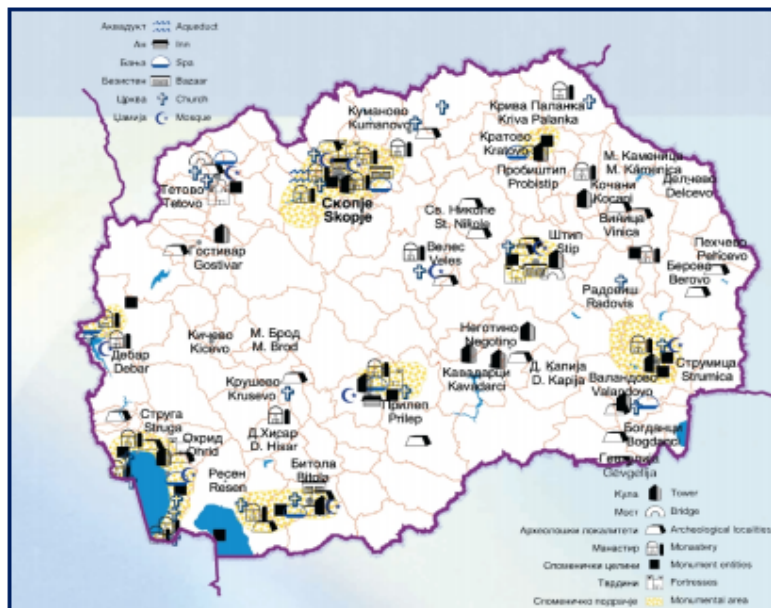 Аквадукт Aqueduct
Ан Inn
Бања Spa
Безистен Bazaar
Црква Church
Џамија Mosque
Куманово
Kumanovo
Крива Паланка
Kriva Palanka
Кратово
Kratovo
Пробиштип
Probistip
М. Каменица
M. Kamenica
Делчево
Delcevo
Кочани
Kocani
Виница
Vinica
Тетово
Tetovo
Скопје
Skopje
Св. Николе
St. Nikole
Штип
Stip
Пехчево
Pehcevo
Берово
Berovo
Гостивар
Gostivar
Велес
Veles
Радовиш
Radovis
Дебар
Debar
Кичево
Kicevo
М. Брод
M. Brod
Неготино
Negotino
Кавадарци
Kavadarci
Д. Капија
D. Kapija
Струмица
Strumica
Валандово
Valandovo
Крушево
Krusevo
Прилеп
Prilep
Струга
Struga
Охрид
Ohrid
Д.Хисар
D. Hisar
Богданци
Bogdanci
Гевгелија
Gevgelija
Ресен
Resen
Битола
Bitola
Кула Tower
Мост Bridge
Археолошки локалитети Archeological localities
Манастир Monastery
Споменички целини Monument entities
Тврдини Fortresses
Споменичко подрачје Monumental area